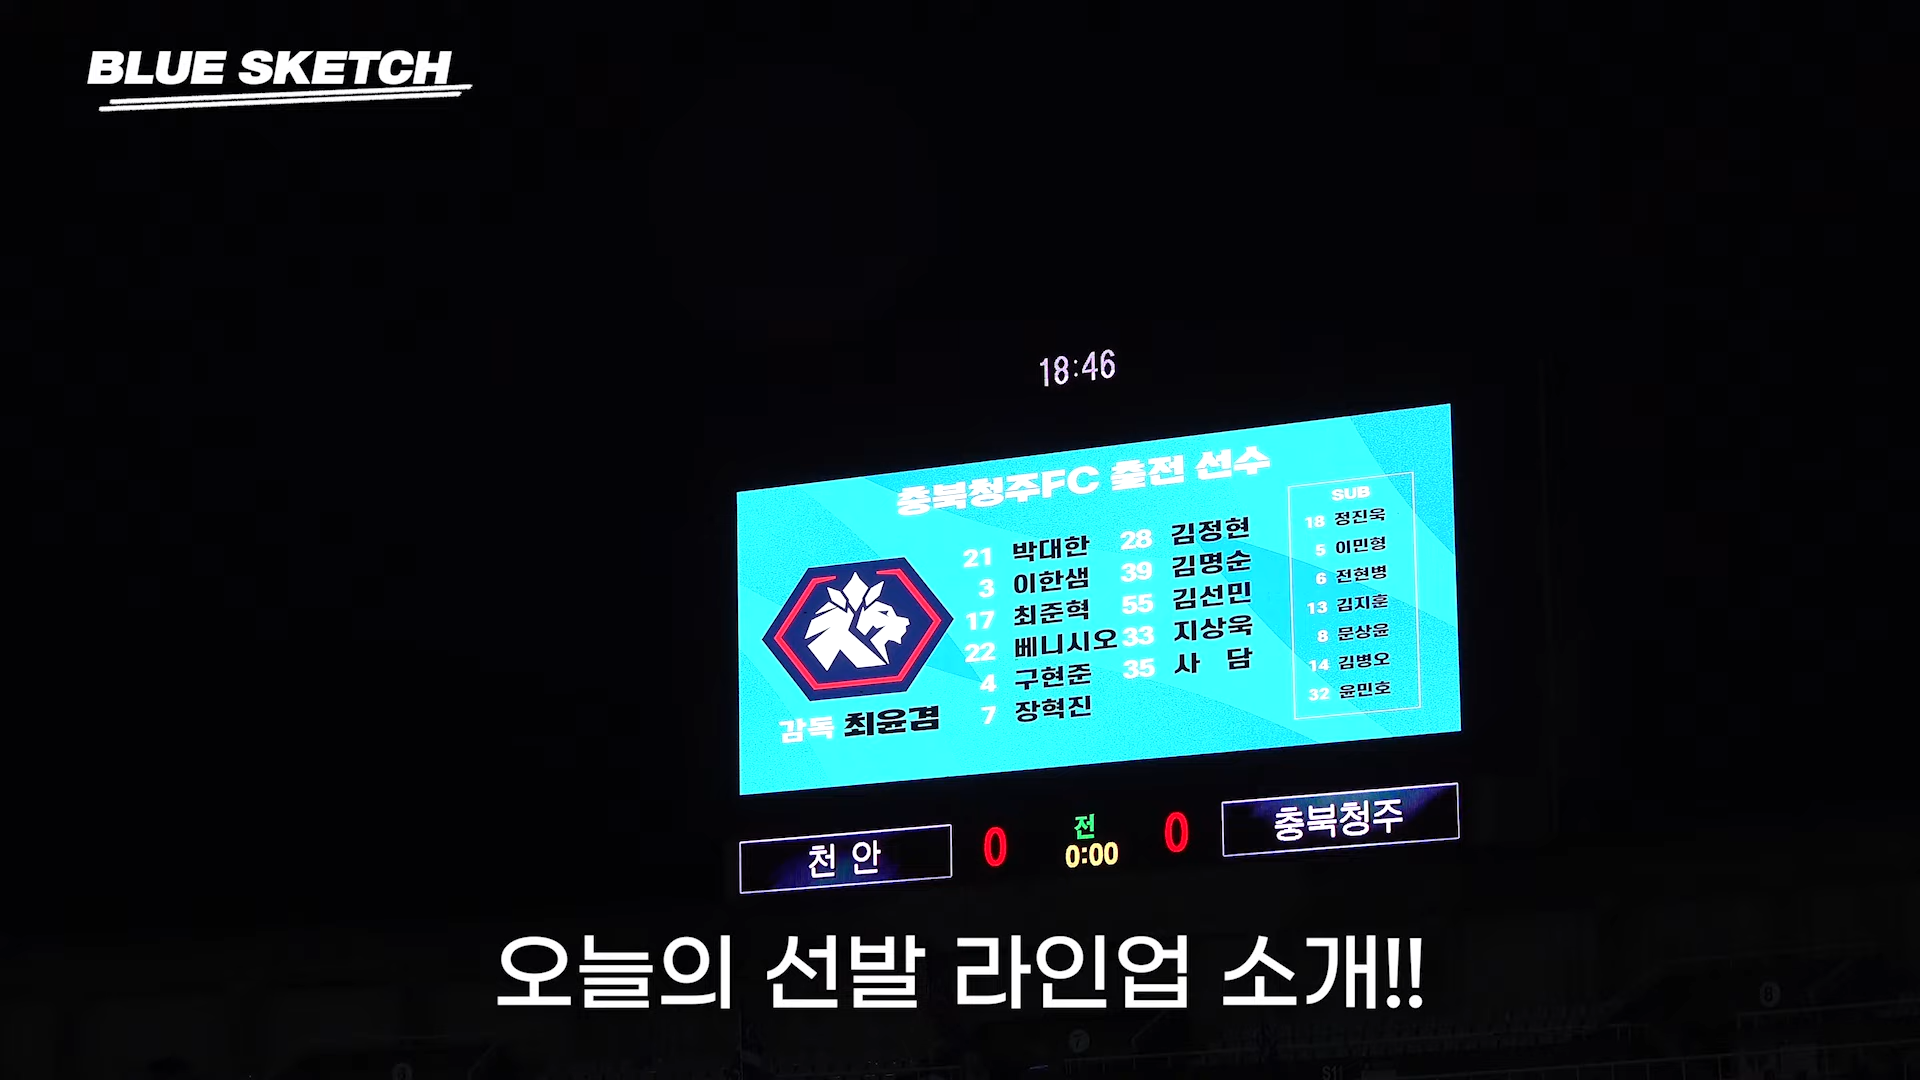 BLUE SKETCH
18:46
충북청주FC 출전 선수
21 박대한 28 김정현
3 이한샘 39 김명순
17 최준혁 55 김선민
22 베니시오 33 지상욱
4 구현준 35 사 담
7 장혁진
감독 최윤겸
SUB
18 정진욱
5 이민형
6 전현병
13 김지훈
8 문상윤
14 김병오
32 윤민호
천 안 0 전 0 충북청주
0:00
오늘의 선발 라인업 소개!!